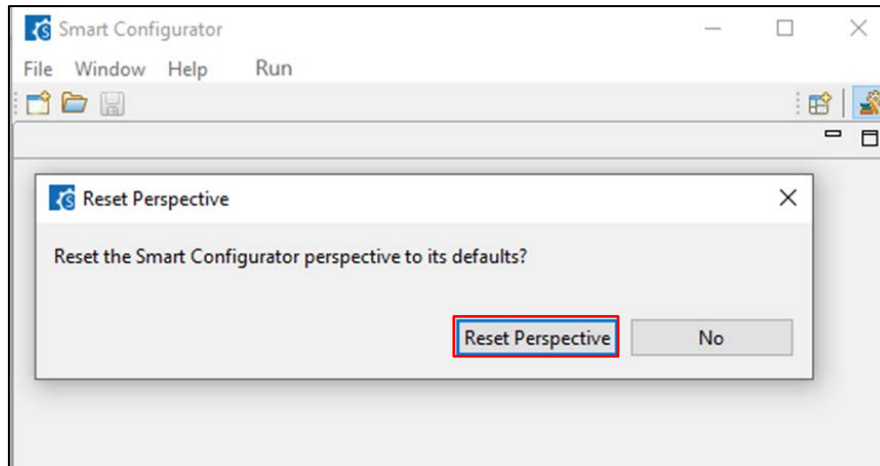 Smart Configurator
File Window Help Run
Reset Perspective
Reset the Smart Configurator perspective to its defaults?
Reset Perspective No